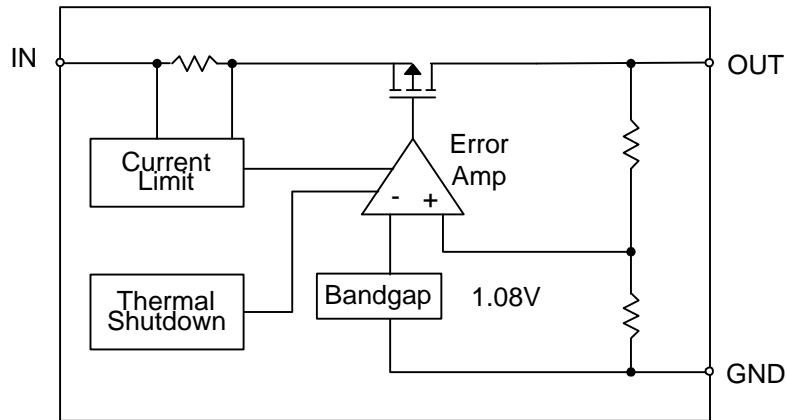 IN
OUT
Error
Amp
Current
Limit
- +
Thermal
Shutdown
Bandgap
1.08V
GND